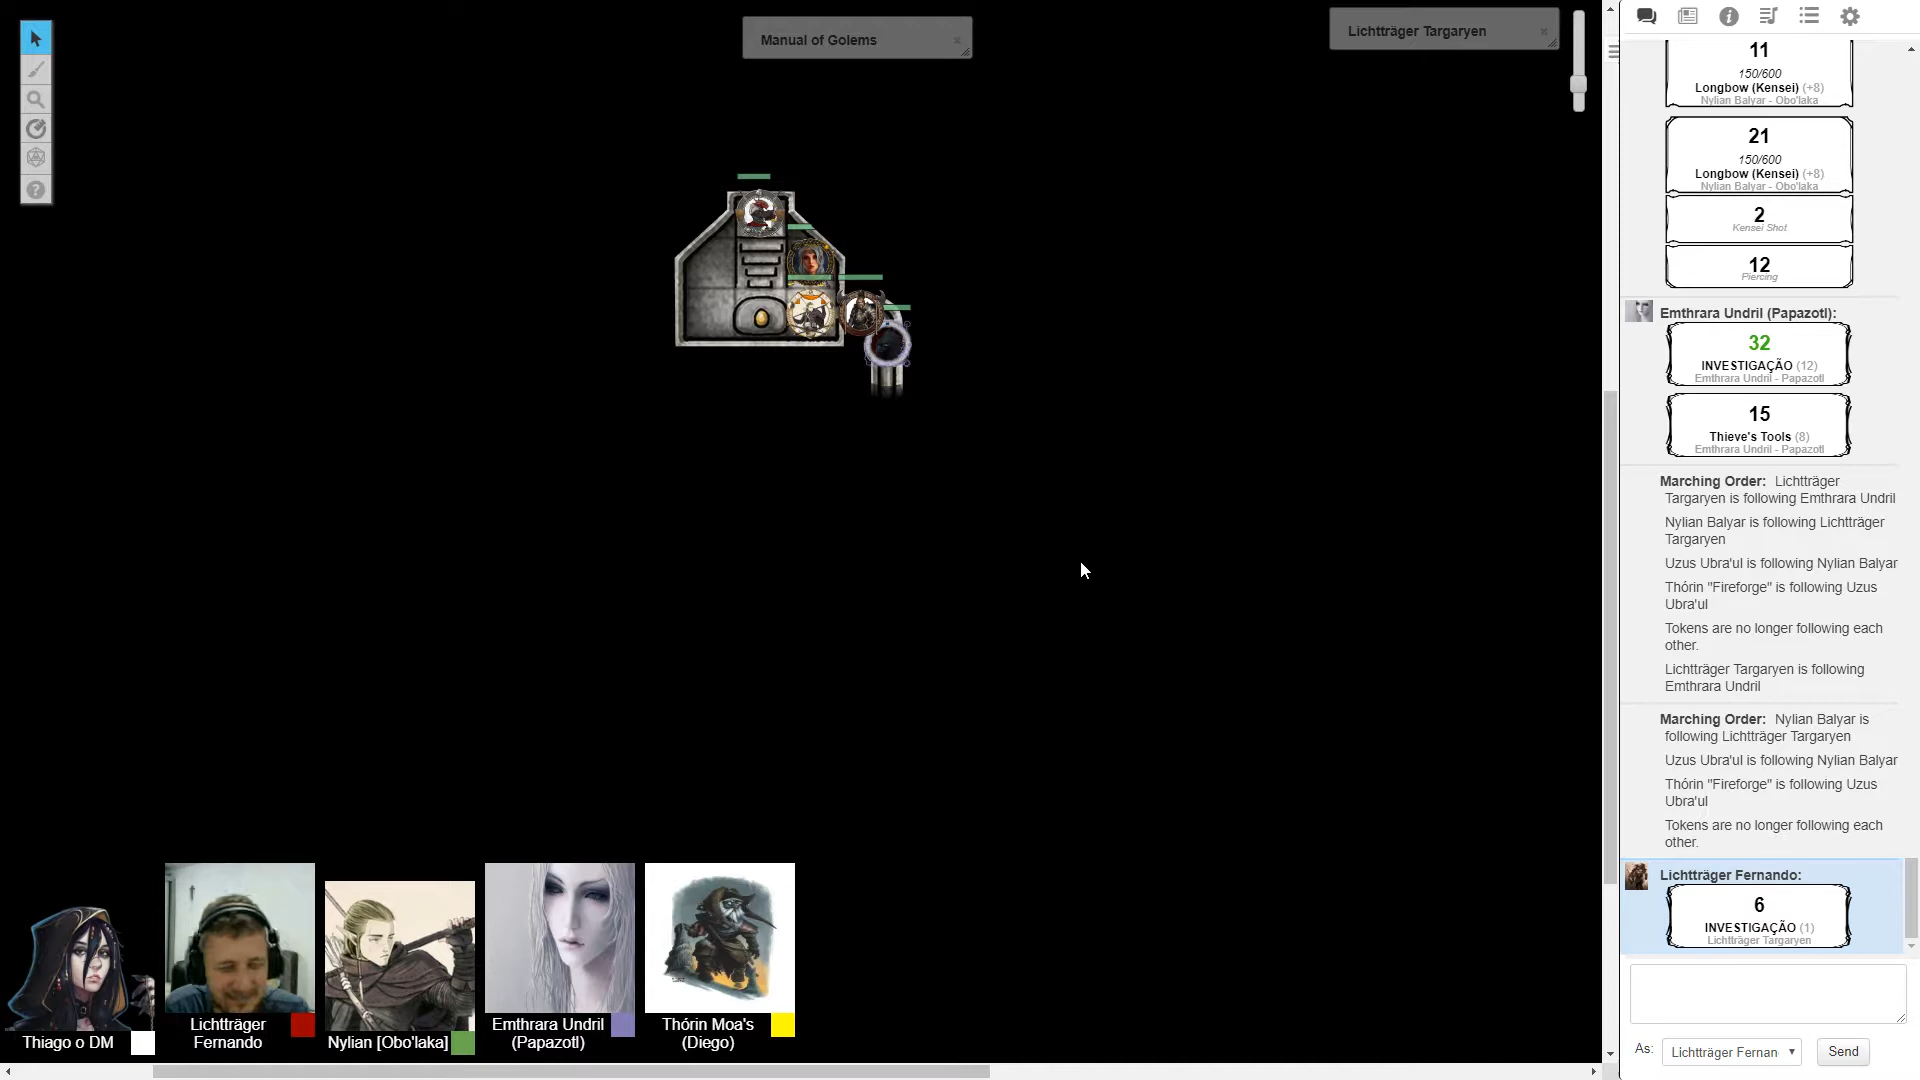 Manual of Golems
Lichtträger Targaryen
11
150/600
Longbow (Kensei) (+8)
Nylian Balyar - Obo'laka
21
150/600
Longbow (Kensei) (+8)
Nylian Balyar - Obo'laka
2
Kensei Shot
12
Piercing
Emthrara Undril (Papazotl):
32
INVESTIGAÇÃO (12)
Emthrara Undril - Papazotl
15
Thieve's Tools (8)
Emthrara Undril - Papazotl
Marching Order: Lichtträger
Targaryen is following Emthrara Undril
Nylian Balyar is following Lichtträger
Targaryen
Uzus Ubra'ul is following Nylian Balyar
Thórin "Fireforge" is following Uzus
Ubra'ul
Tokens are no longer following each
other.
Lichtträger Targaryen is following
Emthrara Undril
Marching Order: Nylian Balyar is
following Lichtträger Targaryen
Uzus Ubra'ul is following Nylian Balyar
Thórin "Fireforge" is following Uzus
Ubra'ul
Tokens are no longer following each
other.
Lichtträger Fernando:
6
INVESTIGAÇÃO (1)
Lichtträger Targaryen
As: Lichtträger Fernan
Send
Thiago o DM
Lichtträger
Fernando
Nylian [Obo'laka]
Emthrara Undril
(Papazotl)
Thórin Moa's
(Diego)